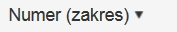 Numer (zakres) ▾